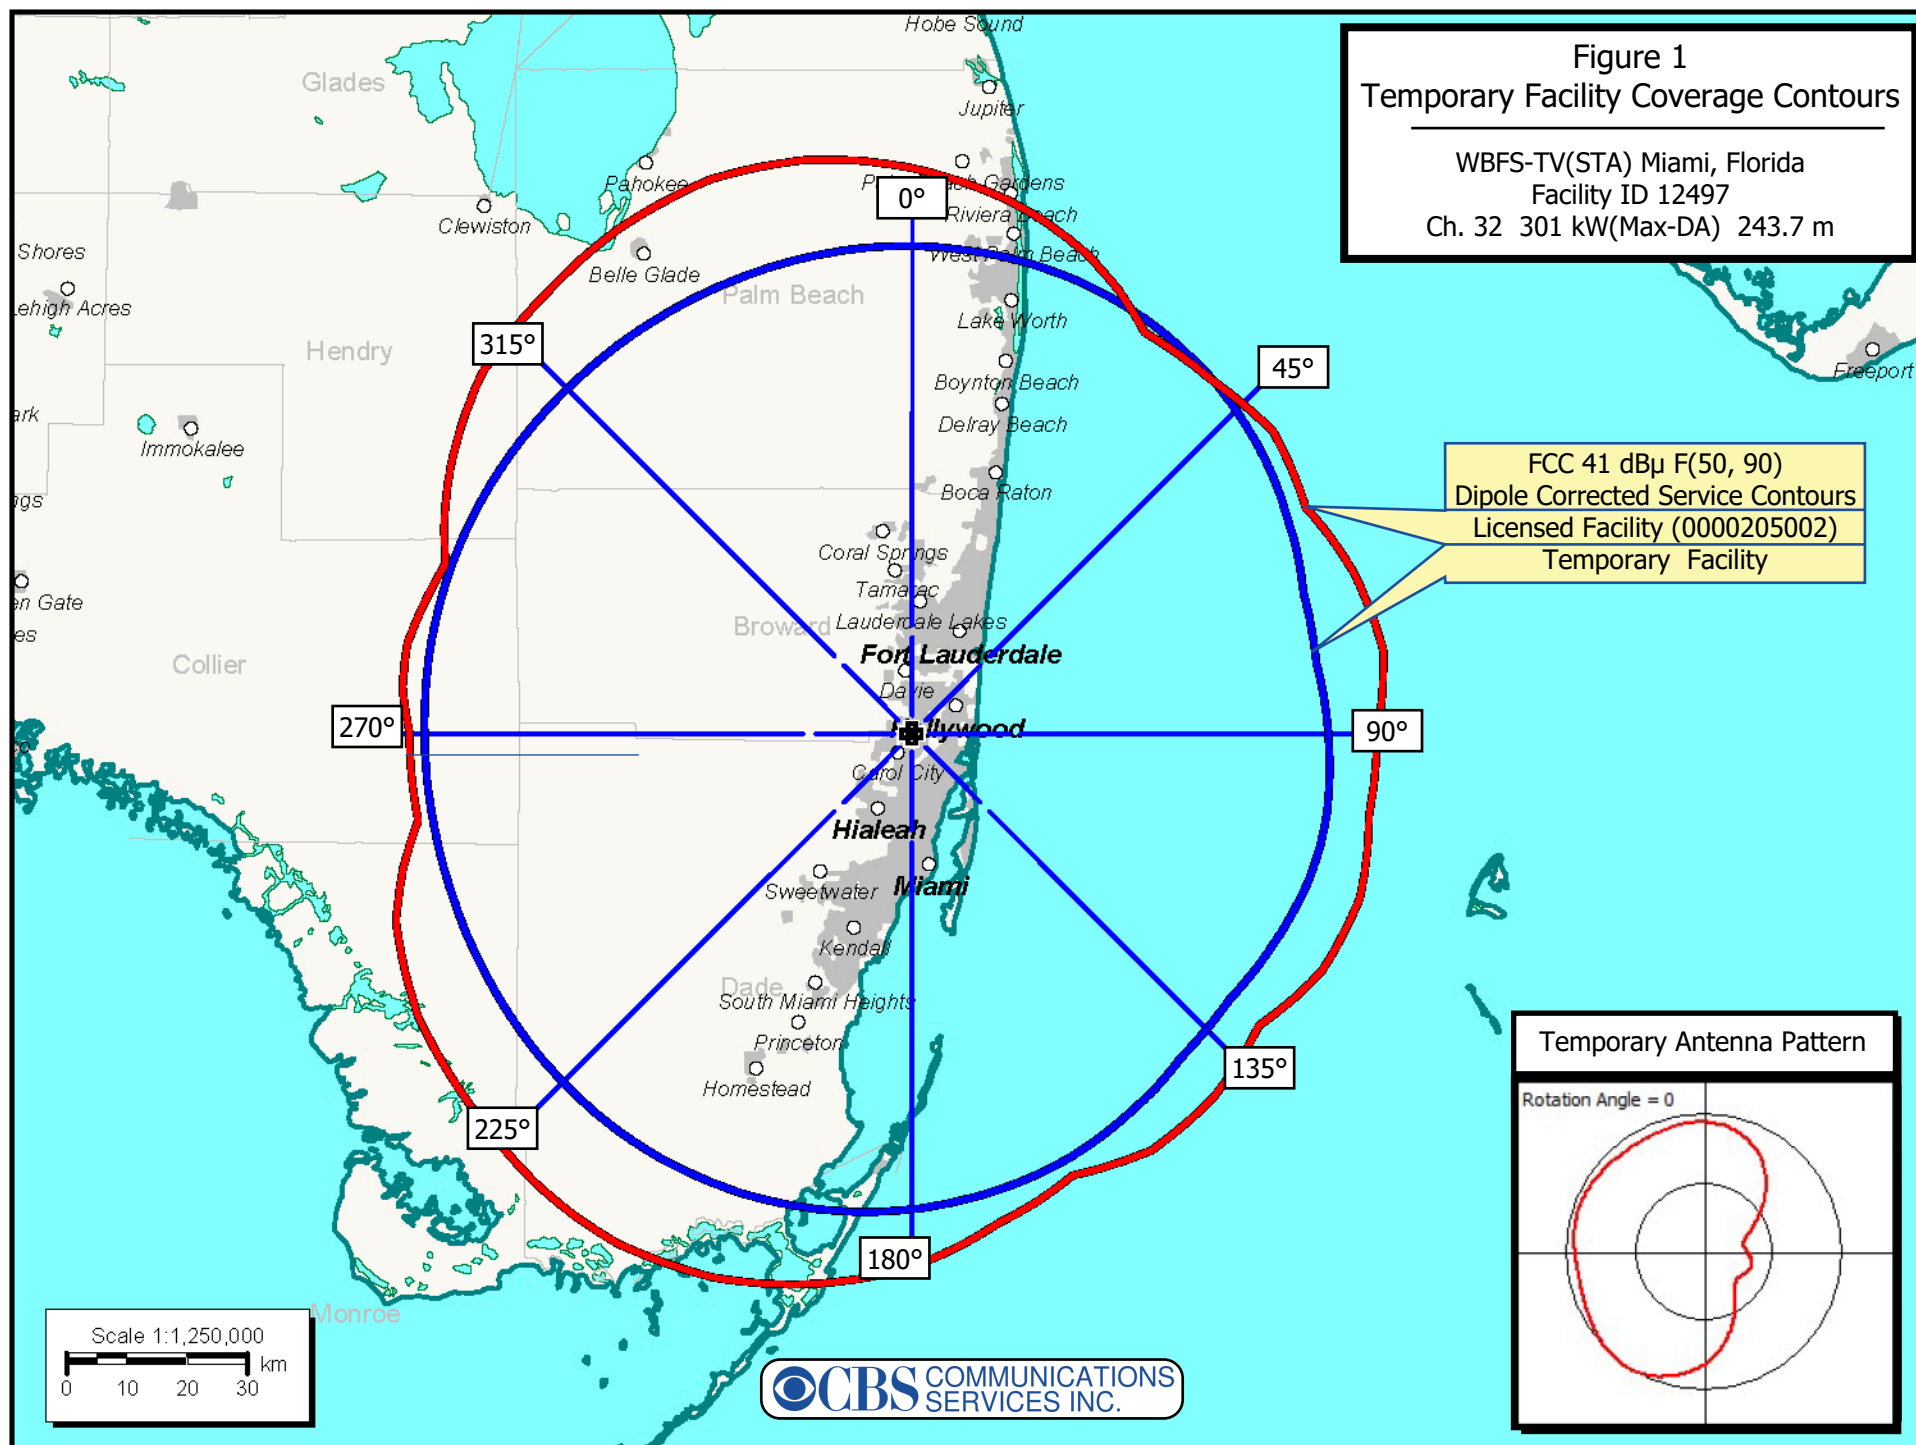 Figure 1
Temporary Facility Coverage Contours
WBFS-TV(STA) Miami, Florida
Facility ID 12497
Ch. 32 301 kW(Max-DA) 243.7 m
Hobe Sound
Glades
Jupiter
Pahokee
Gardens
0°
Clewiston
Riviera Beach
Shores
West Palm Beach
Belle Glade
Palm Beach
Lehigh Acres
Lake Worth
315°
Hendry
45°
Freeport
Boynton Beach
Delray Beach
Immokalee
FCC 41 dBµ F(50, 90)
Dipole Corrected Service Contours
Licensed Facility (0000205002)
Temporary Facility
Boca Raton
Coral Springs
Tamarac
Lauderdale Lakes
Broward
Fort Lauderdale
Collier
Davie
270°
90°
Carol City
Hialeah
Miami
Sweetwater
Kendall
Dade
South Miami Heights
Princeton
Homestead
135°
225°
180°
Monroe
Temporary Antenna Pattern
Rotation Angle = 0
Scale 1:1,250,000
km
0 10 20 30
CBS COMMUNICATIONS
SERVICES INC.